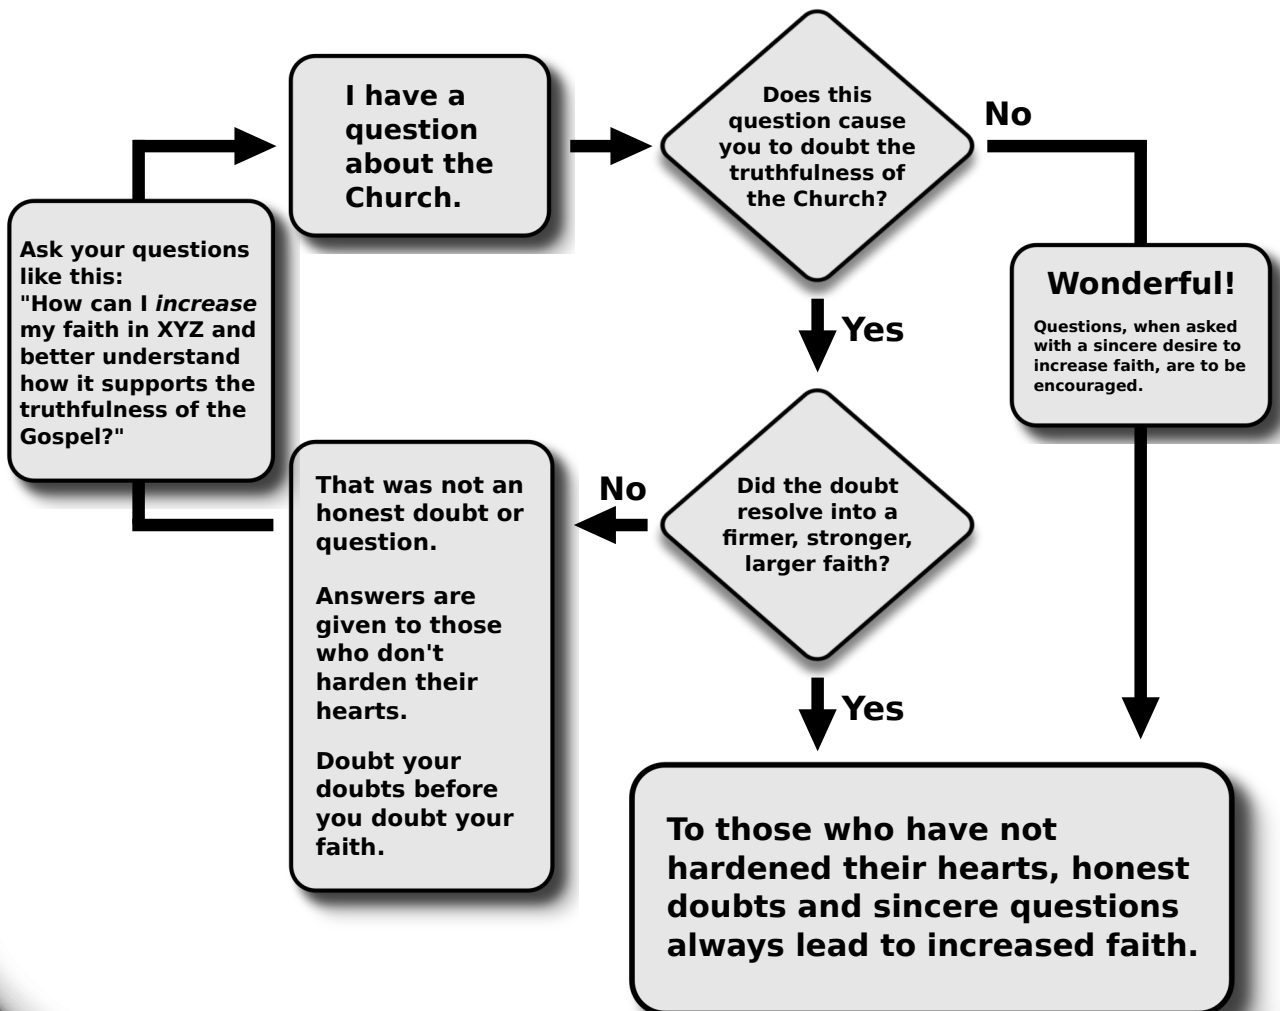 I have a
question
about the
Church.
Does this
question cause
you to doubt the
truthfulness of
the Church?
No
Wonderful!
Questions, when asked
with a sincere desire to
increase faith, are to be
encouraged.
Yes
Did the doubt
resolve into a
firmer, stronger,
larger faith?
No
That was not an
honest doubt or
question.
Answers are
given to those
who don't
harden their
hearts.
Doubt your
doubts before
you doubt your
faith.
Ask your questions
like this:
"How can I increase
my faith in XYZ and
better understand
how it supports the
truthfulness of the
Gospel?"
Yes
To those who have not
hardened their hearts, honest
doubts and sincere questions
always lead to increased faith.